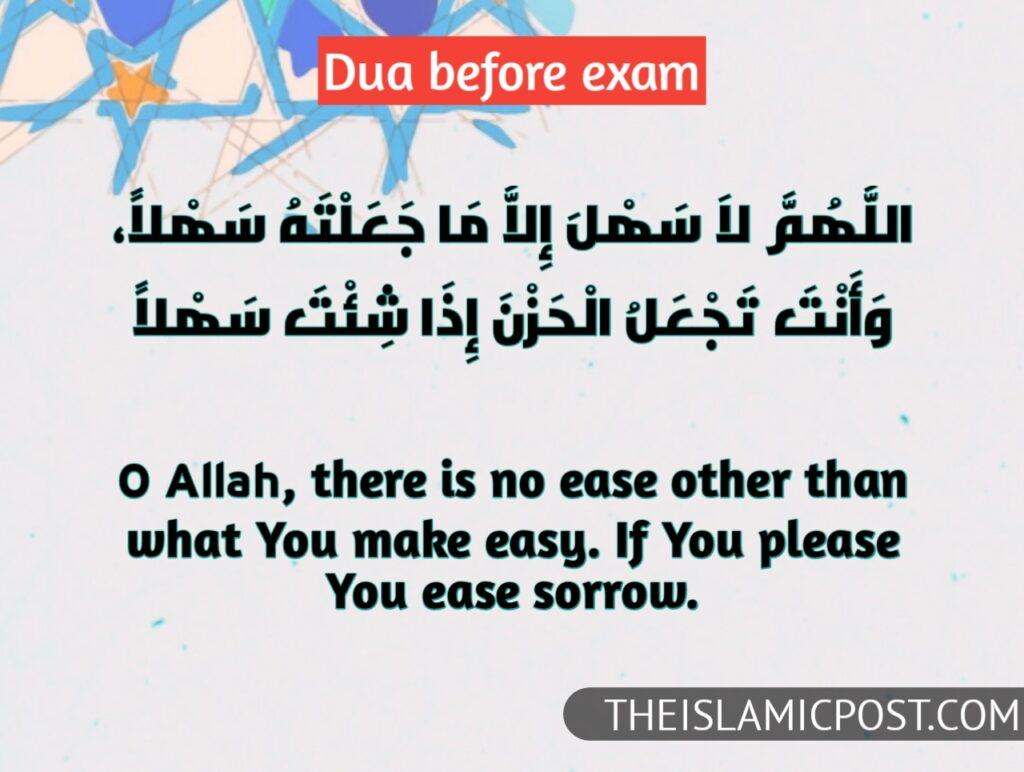 Dua before exam
اللَّهُمَّ لاَ سَهْلَ إِلاَّ مَا جَعَلْتَهُ سَهْلاً،
وَأَنْتَ تَجْعَلُ الْحَزْنَ إِذَا شِئْتَ سَهْلاً
O Allah, there is no ease other than
what You make easy. If You please
You ease sorrow.
THEISLAMICPOST.COM